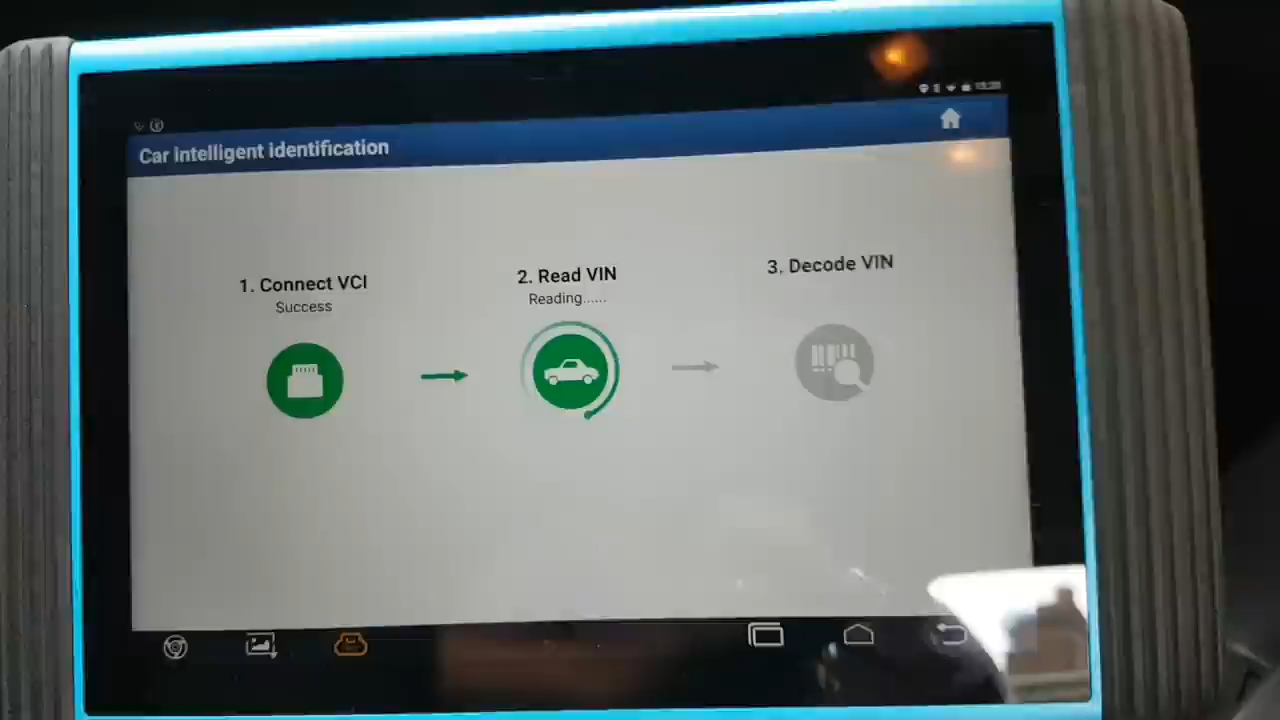 Car intelligent identification
1. Connect VCI
Success
2. Read VIN
Reading......
3. Decode VIN